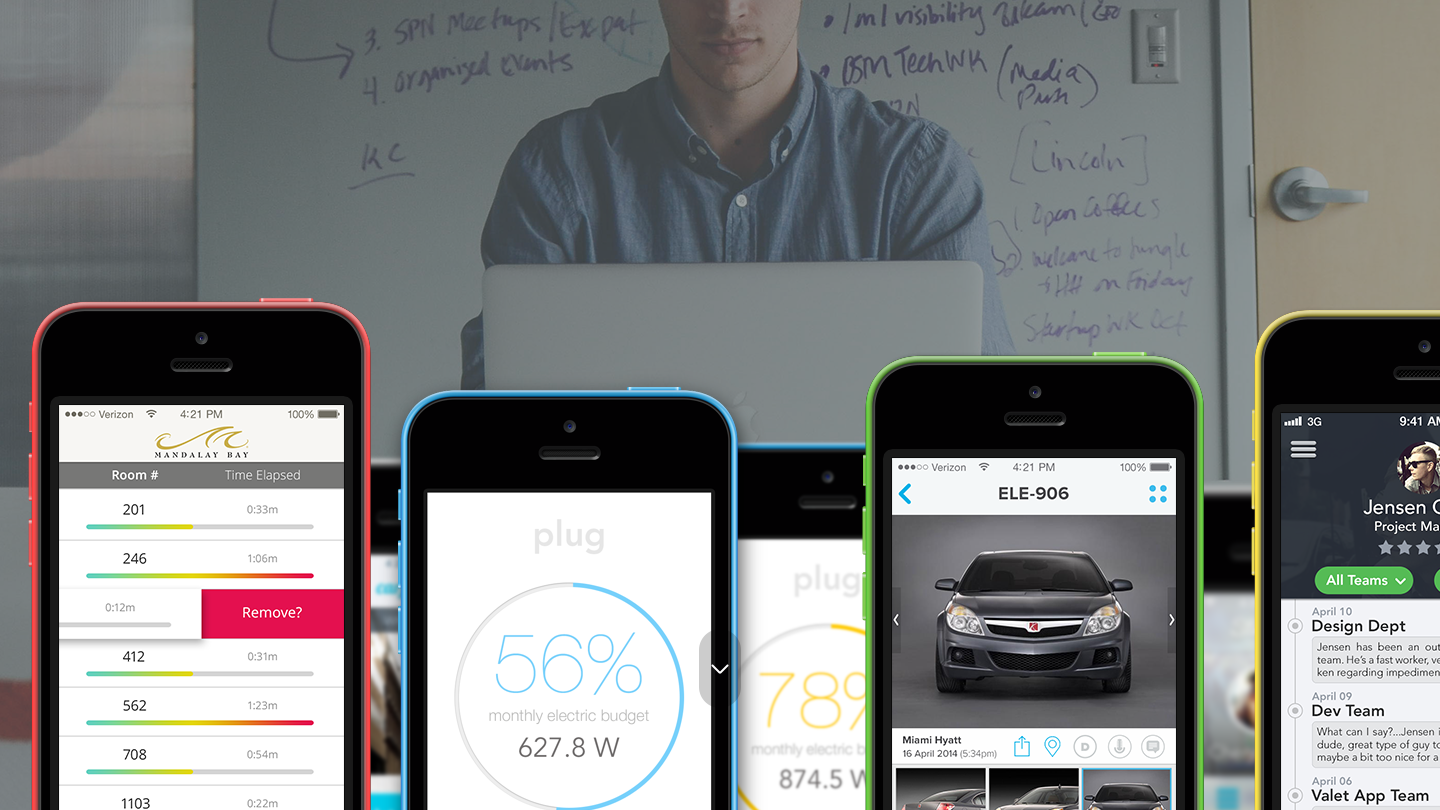 3. SPN Meetups/Expat
4. Organised Events
KC
/m/visibility
DSM TechWK (Media Push)
[Lincoln]
1. Open Coffees
2. Welcome to Jungle
HH on Friday
Startup WK Oct
Verizon 4:21 PM 100%
MANDALAY BAY
Room # Time Elapsed
201 0:33m
246 1:06m
0:12m Remove?
412 0:31m
562 1:23m
708 0:54m
1103 0:22m
plug
56%
monthly electric budget
627.8 W
plug
78%
monthly electric b
874.5 W
Verizon 4:21 PM 100%
ELE-906
Miami Hyatt
16 April 2014 (5:34pm)
D
3G 9:41 AM
Jensen
Project Ma
All Teams
April 10
Design Dept
Jensen has been an out
team. He's a fast worker, ve
ken regarding impedimen
April 09
Dev Team
What can I say?...Jensen i
dude, great type of guy to
maybe a bit too nice for a
April 06
Valet App Team